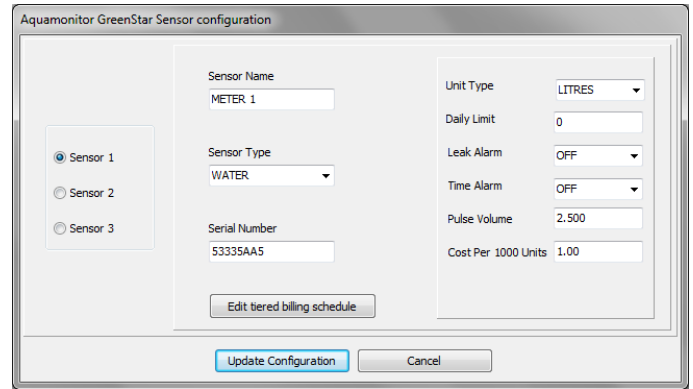 Aquamonitor GreenStar Sensor configuration
Sensor 1
Sensor 2
Sensor 3
Sensor Name
METER 1
Sensor Type
WATER
Serial Number
53335AA5
Edit tiered billing schedule
Unit Type LITRES
Daily Limit 0
Leak Alarm OFF
Time Alarm OFF
Pulse Volume 2.500
Cost Per 1000 Units 1.00
Update Configuration Cancel